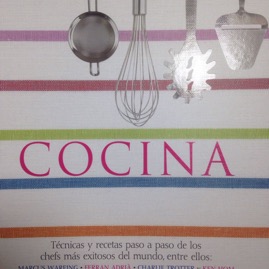 COCINA
Técnicas y recetas paso a paso de los
chefs más exitosos del mundo, entre ellos:
MARCUS WAREING • FERRAN ADRIÀ • CHARLIE TROTTER •